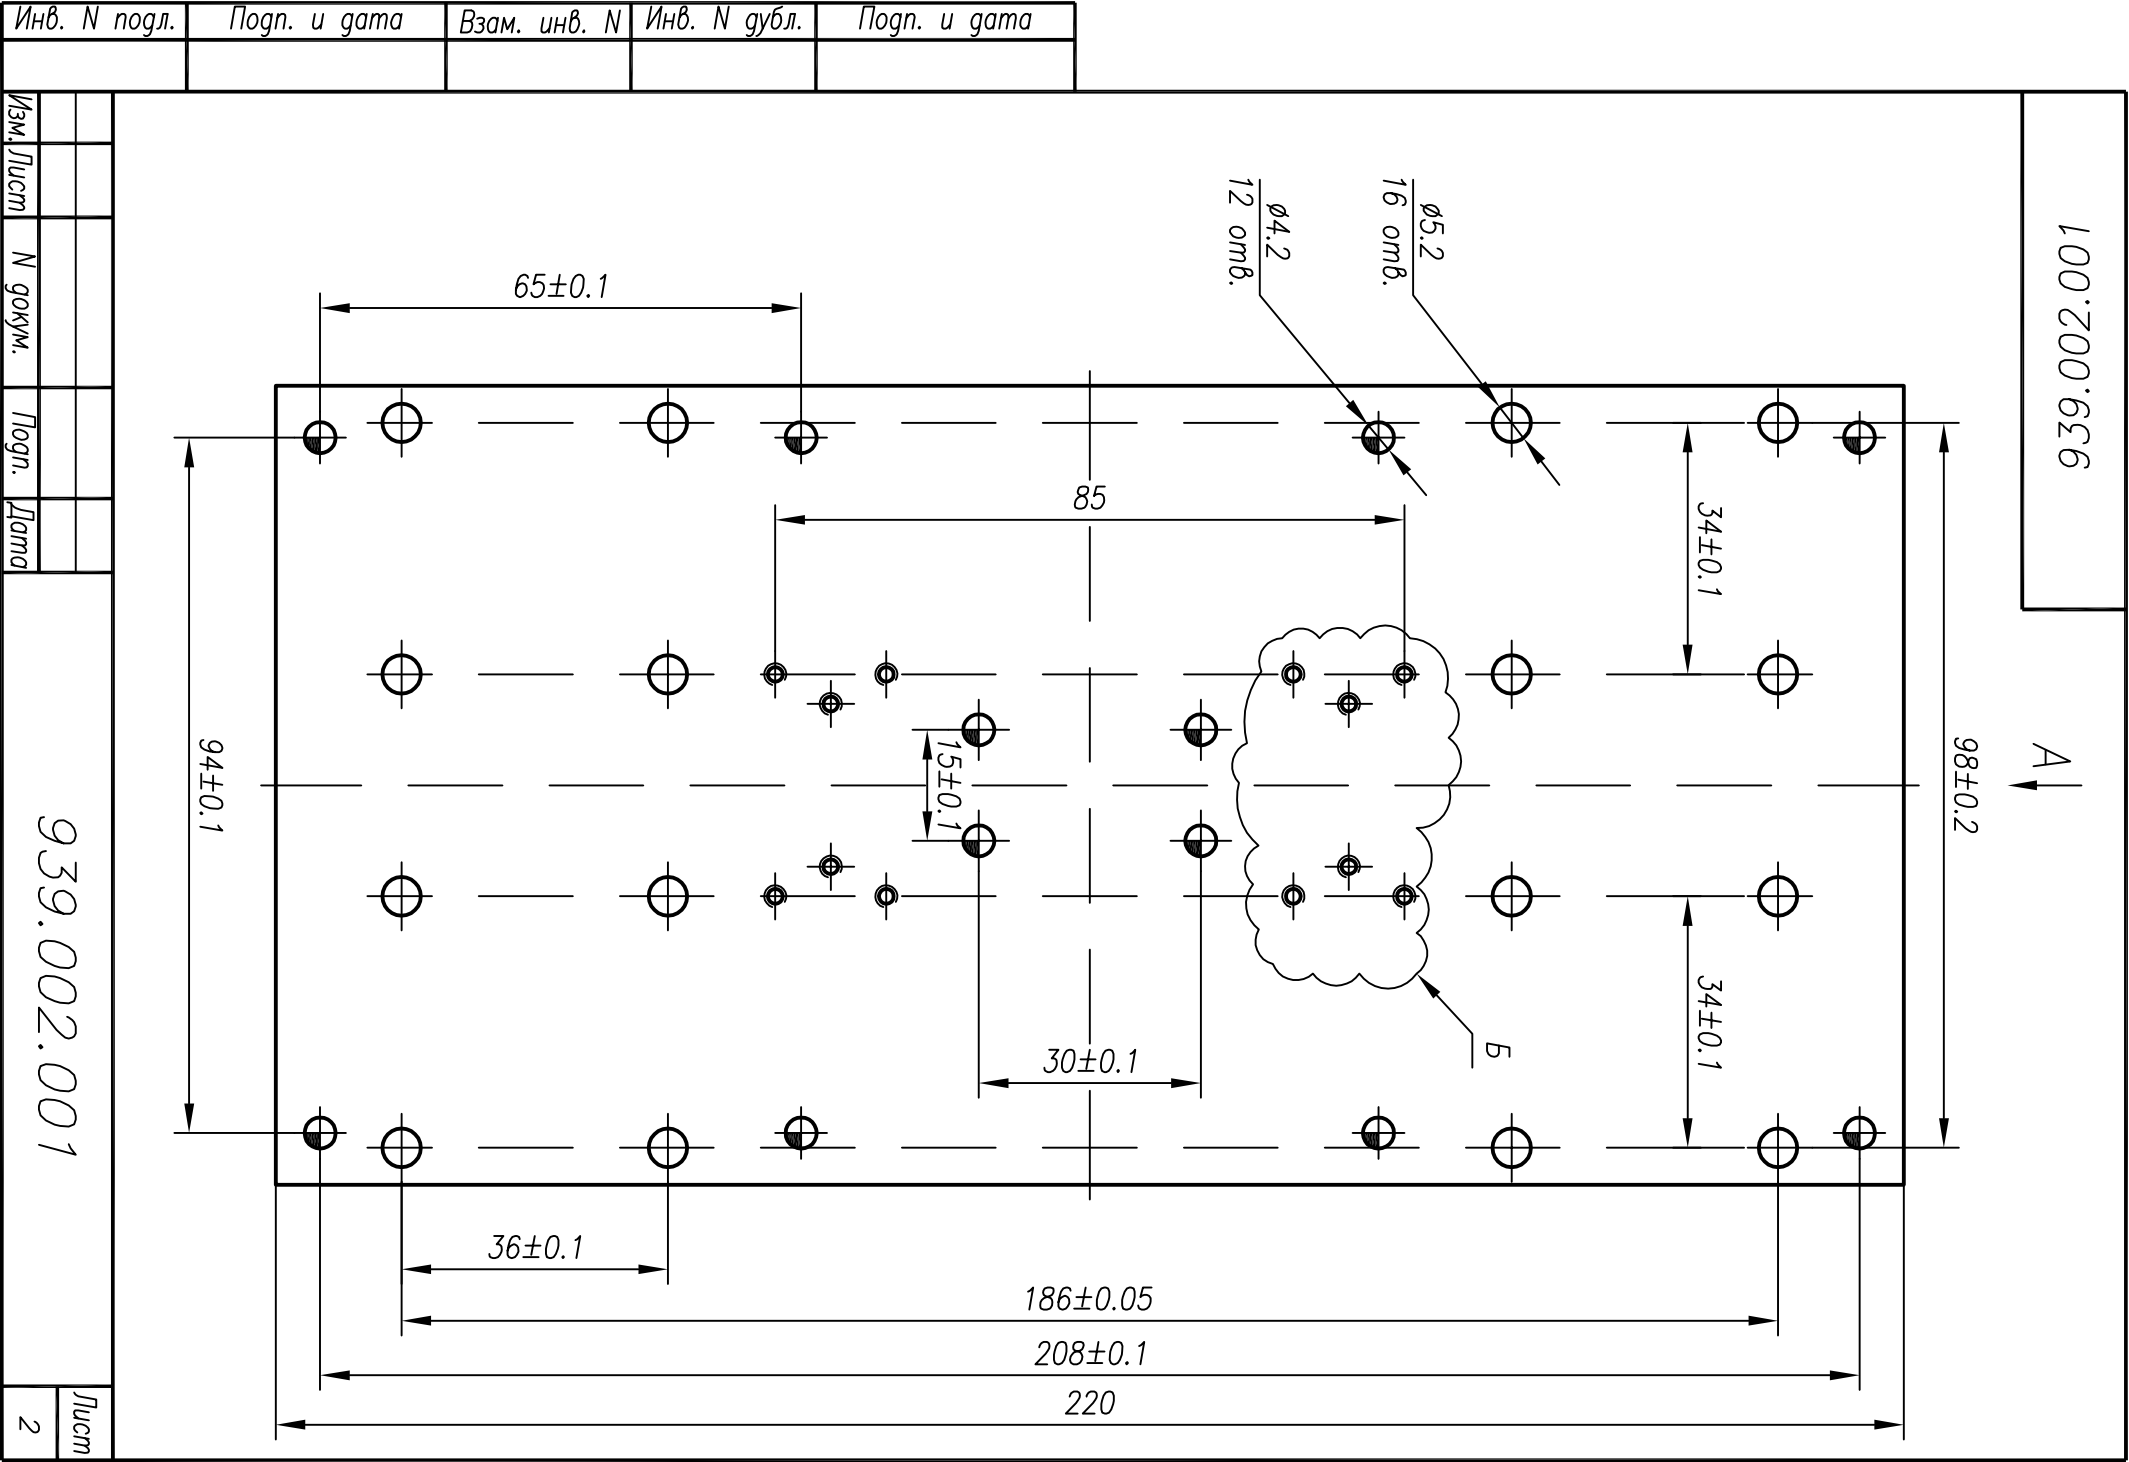 Инв. N подл.
Подп. и дата
Взам. инв. N
Инв. N дубл.
Подп. и дата
Изм.
Лист
N докум.
Подп.
Дата
939.002.001
Лист
2
939.002.001
A
⌀5.2
16 отв.
⌀4.2
12 отв.
65±0.1
85
34±0.1
98±0.2
94±0.1
15±0.1
34±0.1
Б
30±0.1
36±0.1
186±0.05
208±0.1
220